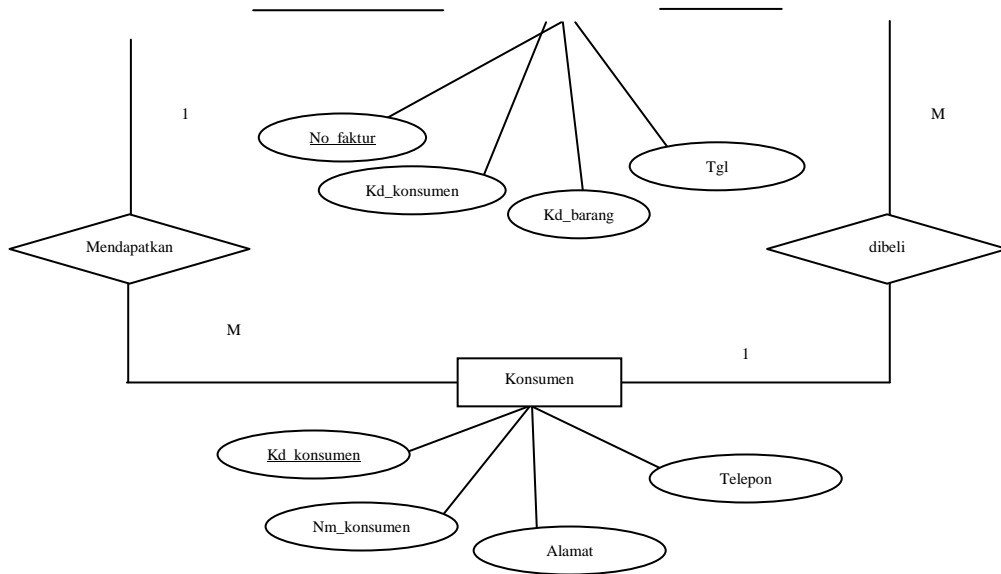 1
M
No_faktur
Tgl
Kd_konsumen
Kd_barang
Mendapatkan
dibeli
M
1
Konsumen
Kd_konsumen
Telepon
Nm_konsumen
Alamat